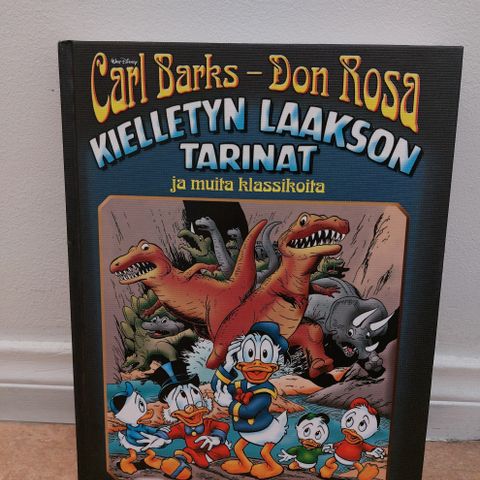 Walt Disney
Carl Barks – Don Rosa
KIELLETYN LAAKSON
TARINAT
ja muita klassikoita